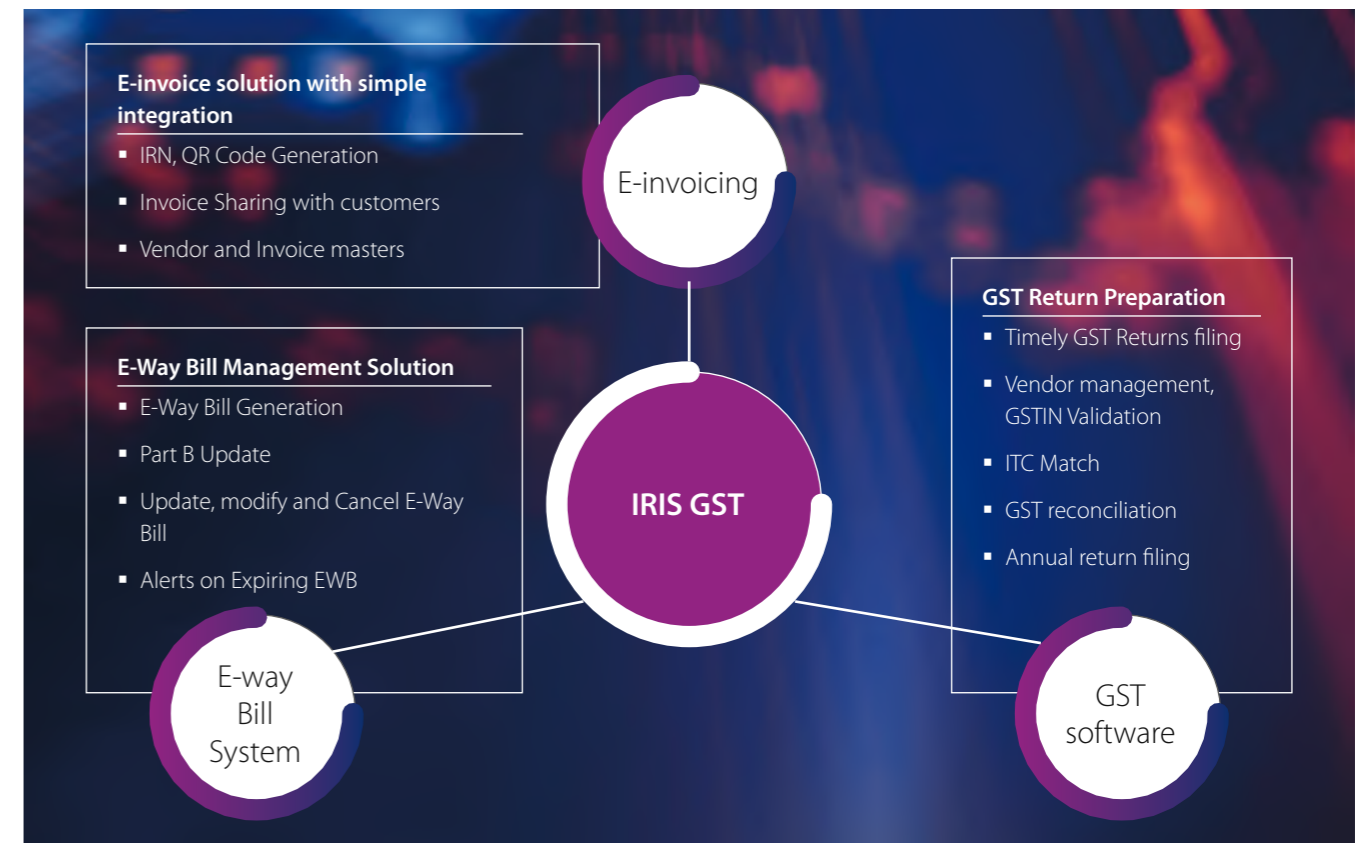 E-invoice solution with simple
integration
▪ IRN, QR Code Generation
▪ Invoice Sharing with customers
▪ Vendor and Invoice masters
E-invoicing
E-Way Bill Management Solution
▪ E-Way Bill Generation
▪ Part B Update
▪ Update, modify and Cancel E-Way
Bill
▪ Alerts on Expiring EWB
E-way
Bill
System
IRIS GST
GST Return Preparation
▪ Timely GST Returns filing
▪ Vendor management,
GSTIN Validation
▪ ITC Match
▪ GST reconciliation
▪ Annual return filing
GST
software